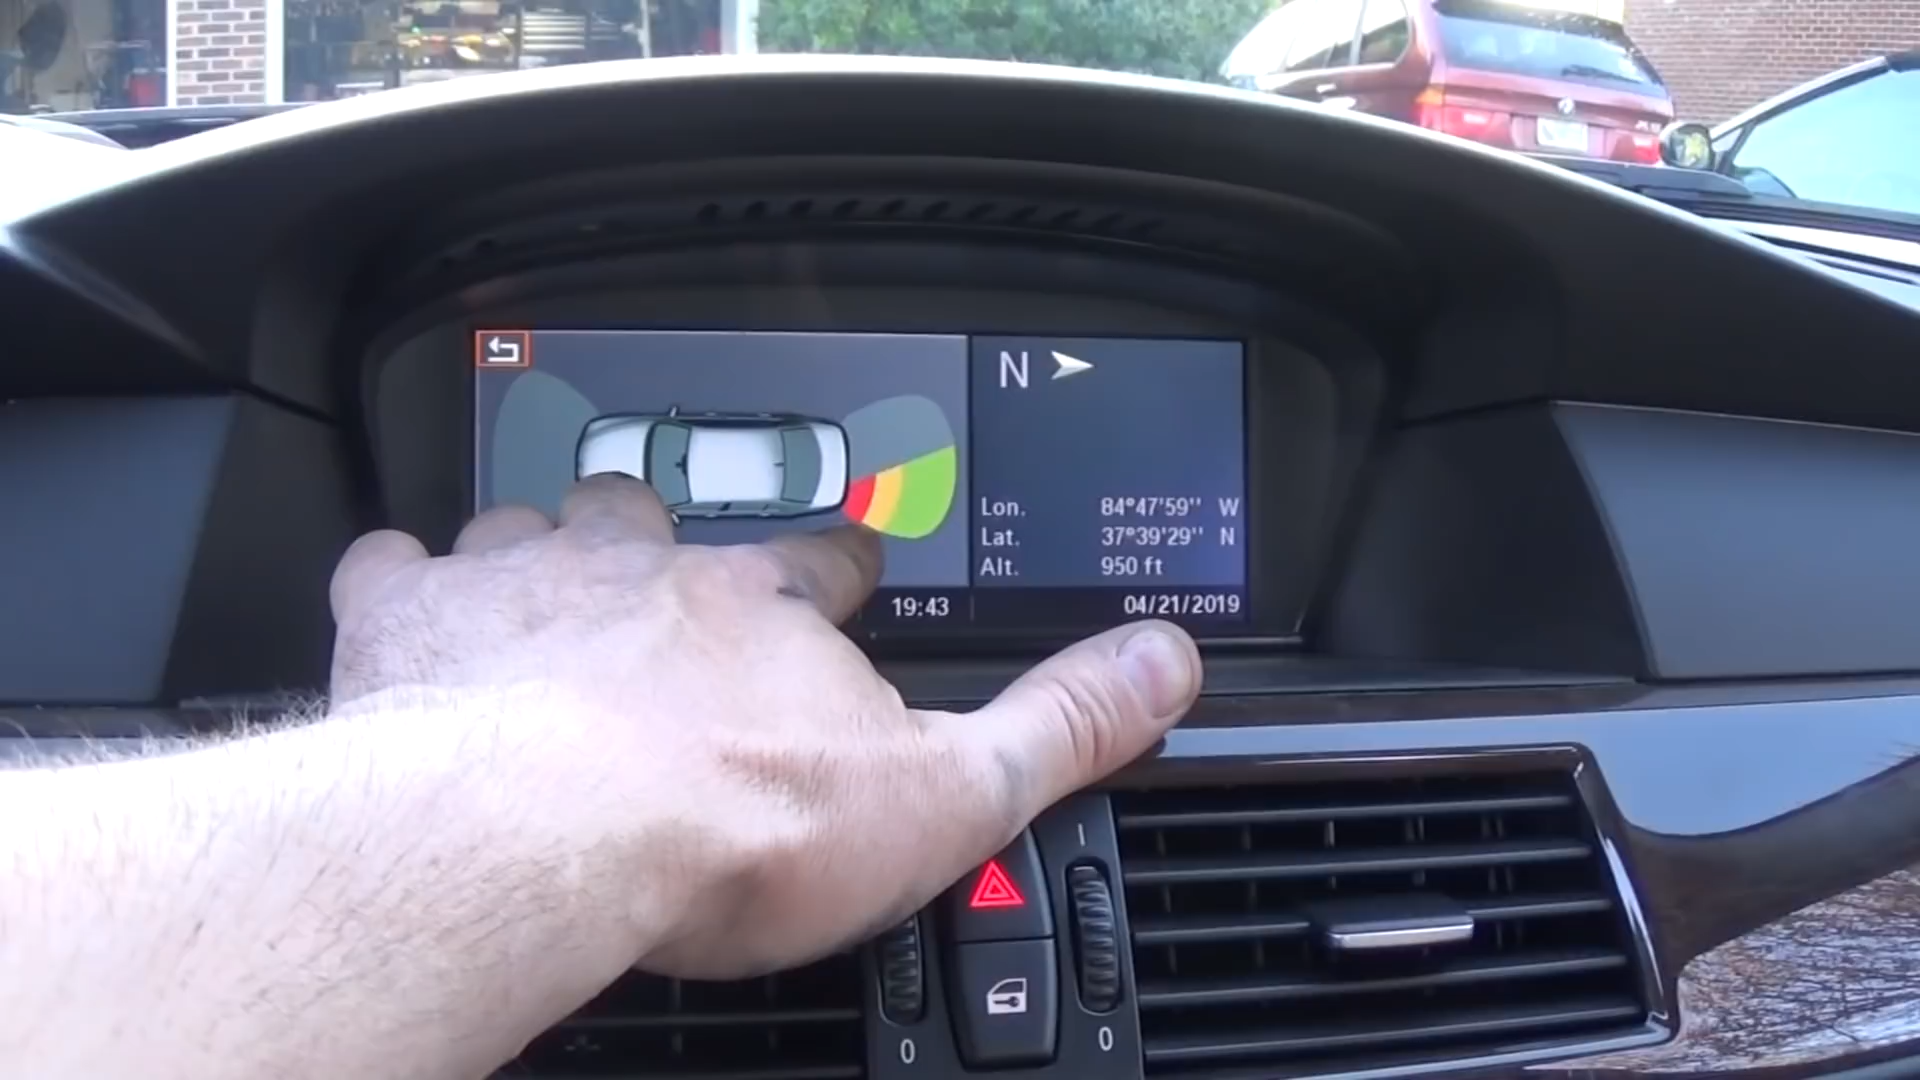 N
Lon. 84°47'59'' W
Lat. 37°39'29'' N
Alt. 950 ft
19:43 04/21/2019
I
0 0